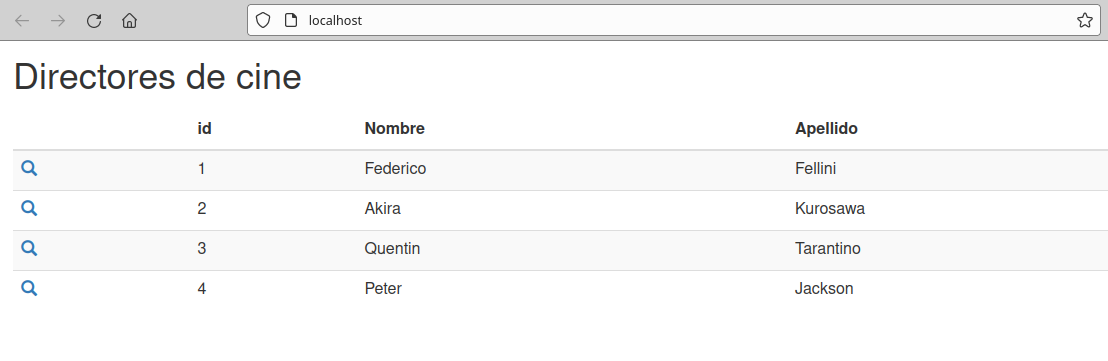 localhost
Directores de cine
id Nombre Apellido
1 Federico Fellini
2 Akira Kurosawa
3 Quentin Tarantino
4 Peter Jackson